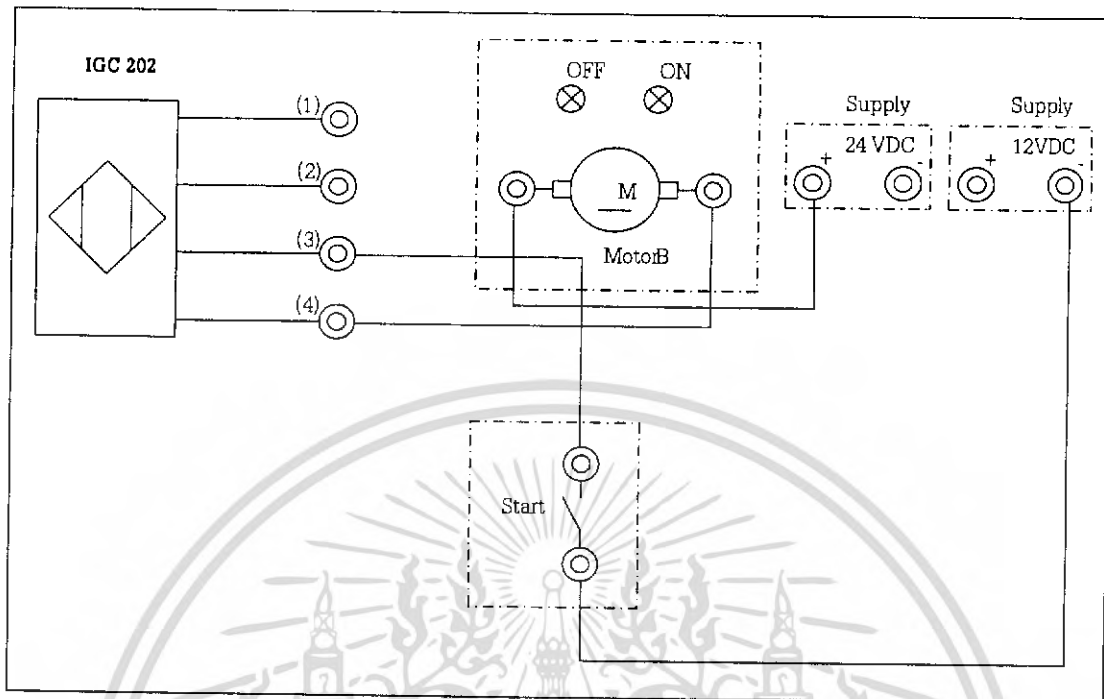 IGC 202
(1)
(2)
(3)
(4)
OFF ON
M
MotorB
Supply
+ 24 VDC -
Supply
+ 12VDC -
Start